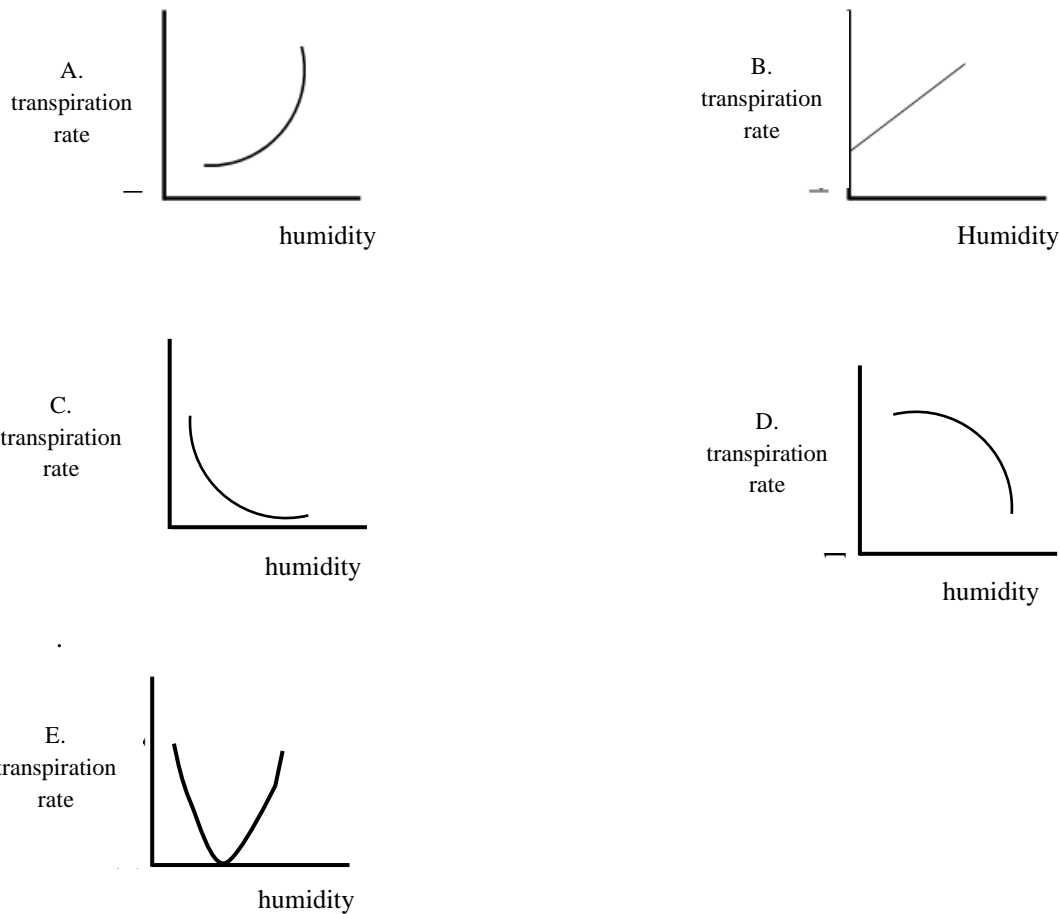 A.
transpiration
rate
humidity
B.
transpiration
rate
Humidity
C.
transpiration
rate
humidity
D.
transpiration
rate
humidity
.
E.
transpiration
rate
humidity